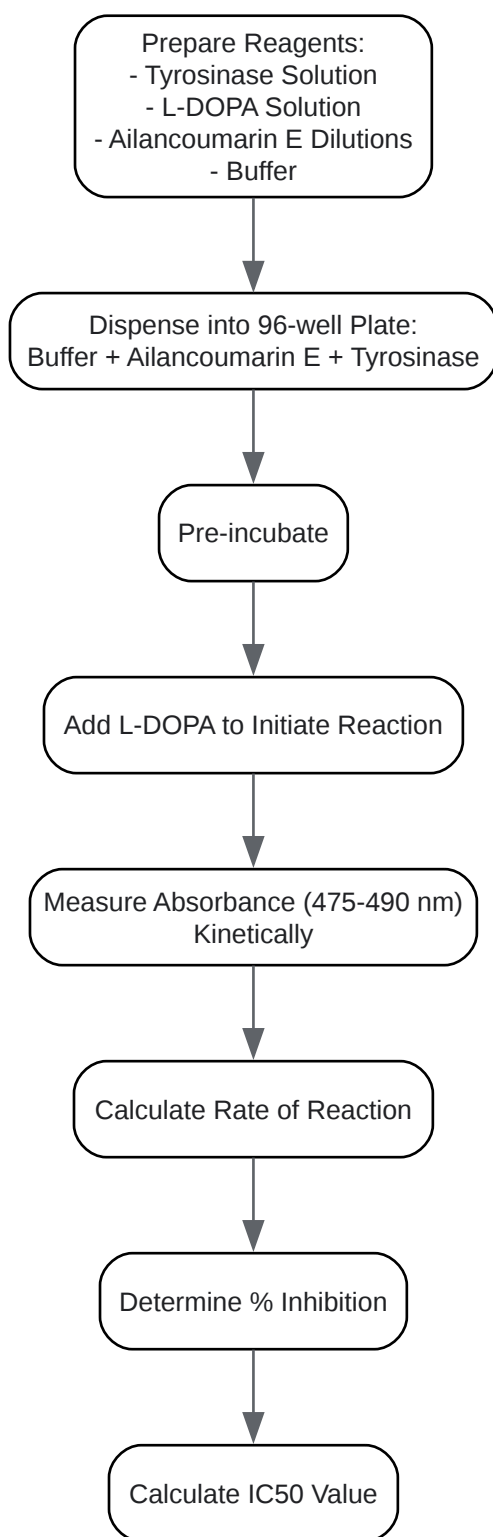 Prepare Reagents:
- Tyrosinase Solution
- L-DOPA Solution
- Ailancoumarin E Dilutions
- Buffer
Dispense into 96-well Plate:
Buffer + Ailancoumarin E + Tyrosinase
Pre-incubate
Add L-DOPA to Initiate Reaction
Measure Absorbance (475-490 nm)
Kinetically
Calculate Rate of Reaction
Determine % Inhibition
Calculate IC50 Value